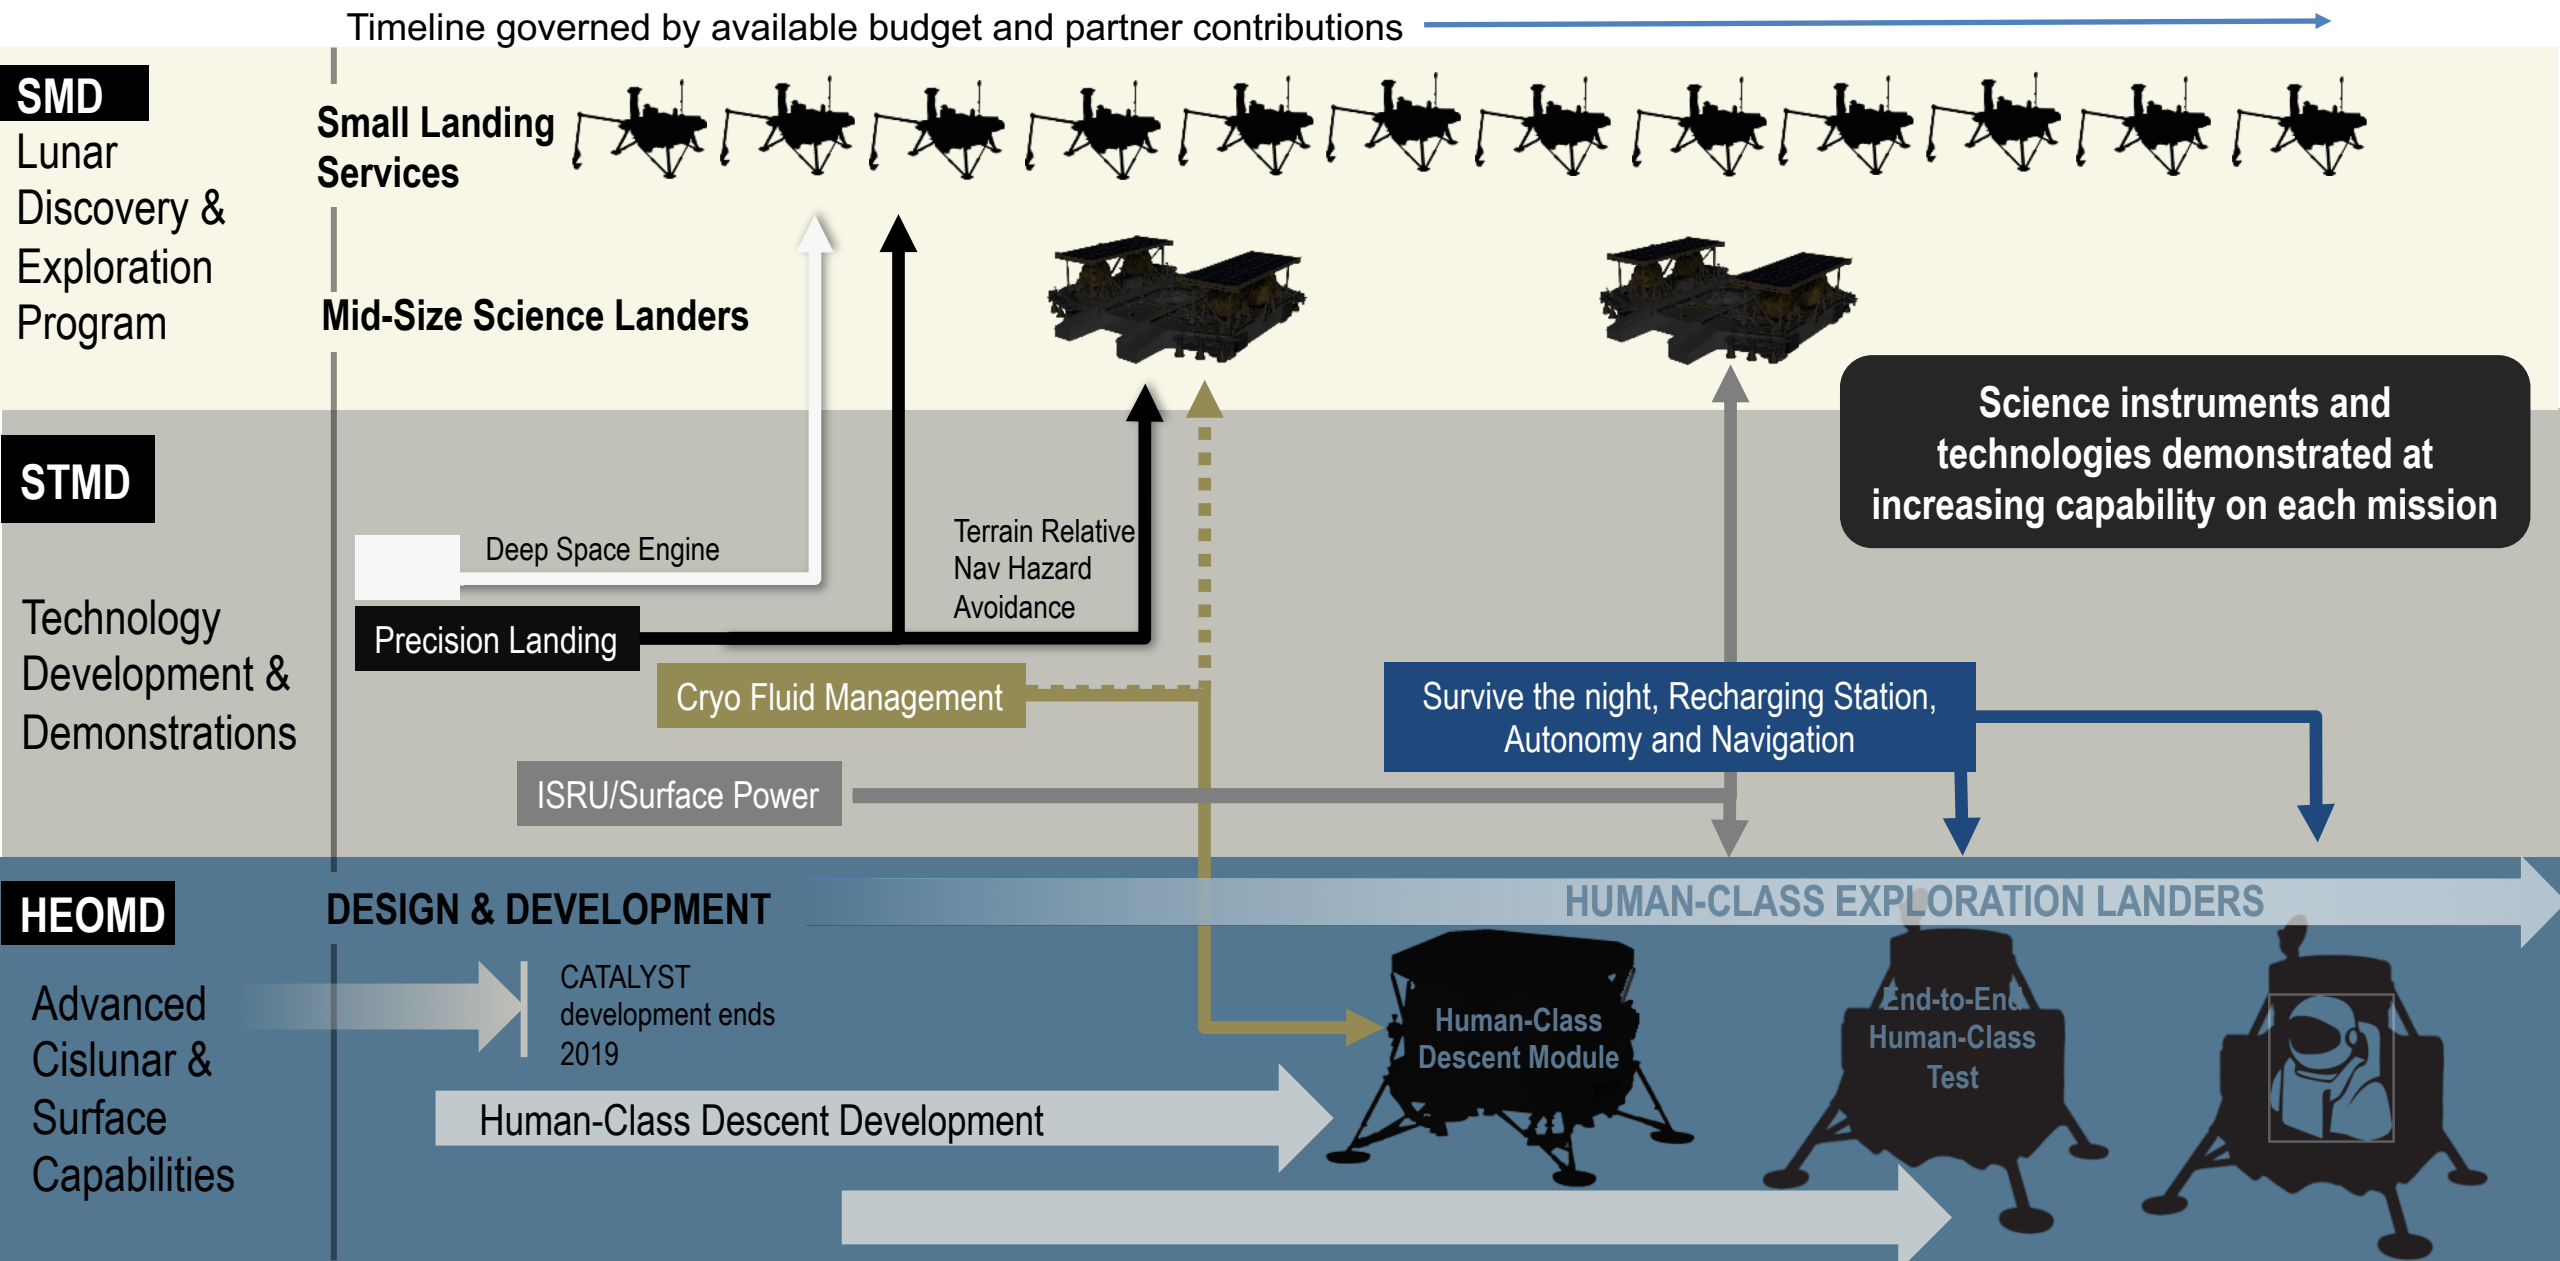 Timeline governed by available budget and partner contributions
SMD
Lunar
Discovery &
Exploration
Program
Small Landing
Services
Mid-Size Science Landers
Science instruments and
technologies demonstrated at
increasing capability on each mission
STMD
Technology
Development &
Demonstrations
Deep Space Engine
Terrain Relative
Nav Hazard
Avoidance
Precision Landing
Cryo Fluid Management
Survive the night, Recharging Station,
Autonomy and Navigation
ISRU/Surface Power
HEOMD
Advanced
Cislunar &
Surface
Capabilities
DESIGN & DEVELOPMENT
HUMAN-CLASS EXPLORATION LANDERS
CATALYST
development ends
2019
Human-Class
Descent Module
End-to-End
Human-Class
Test
Human-Class Descent Development